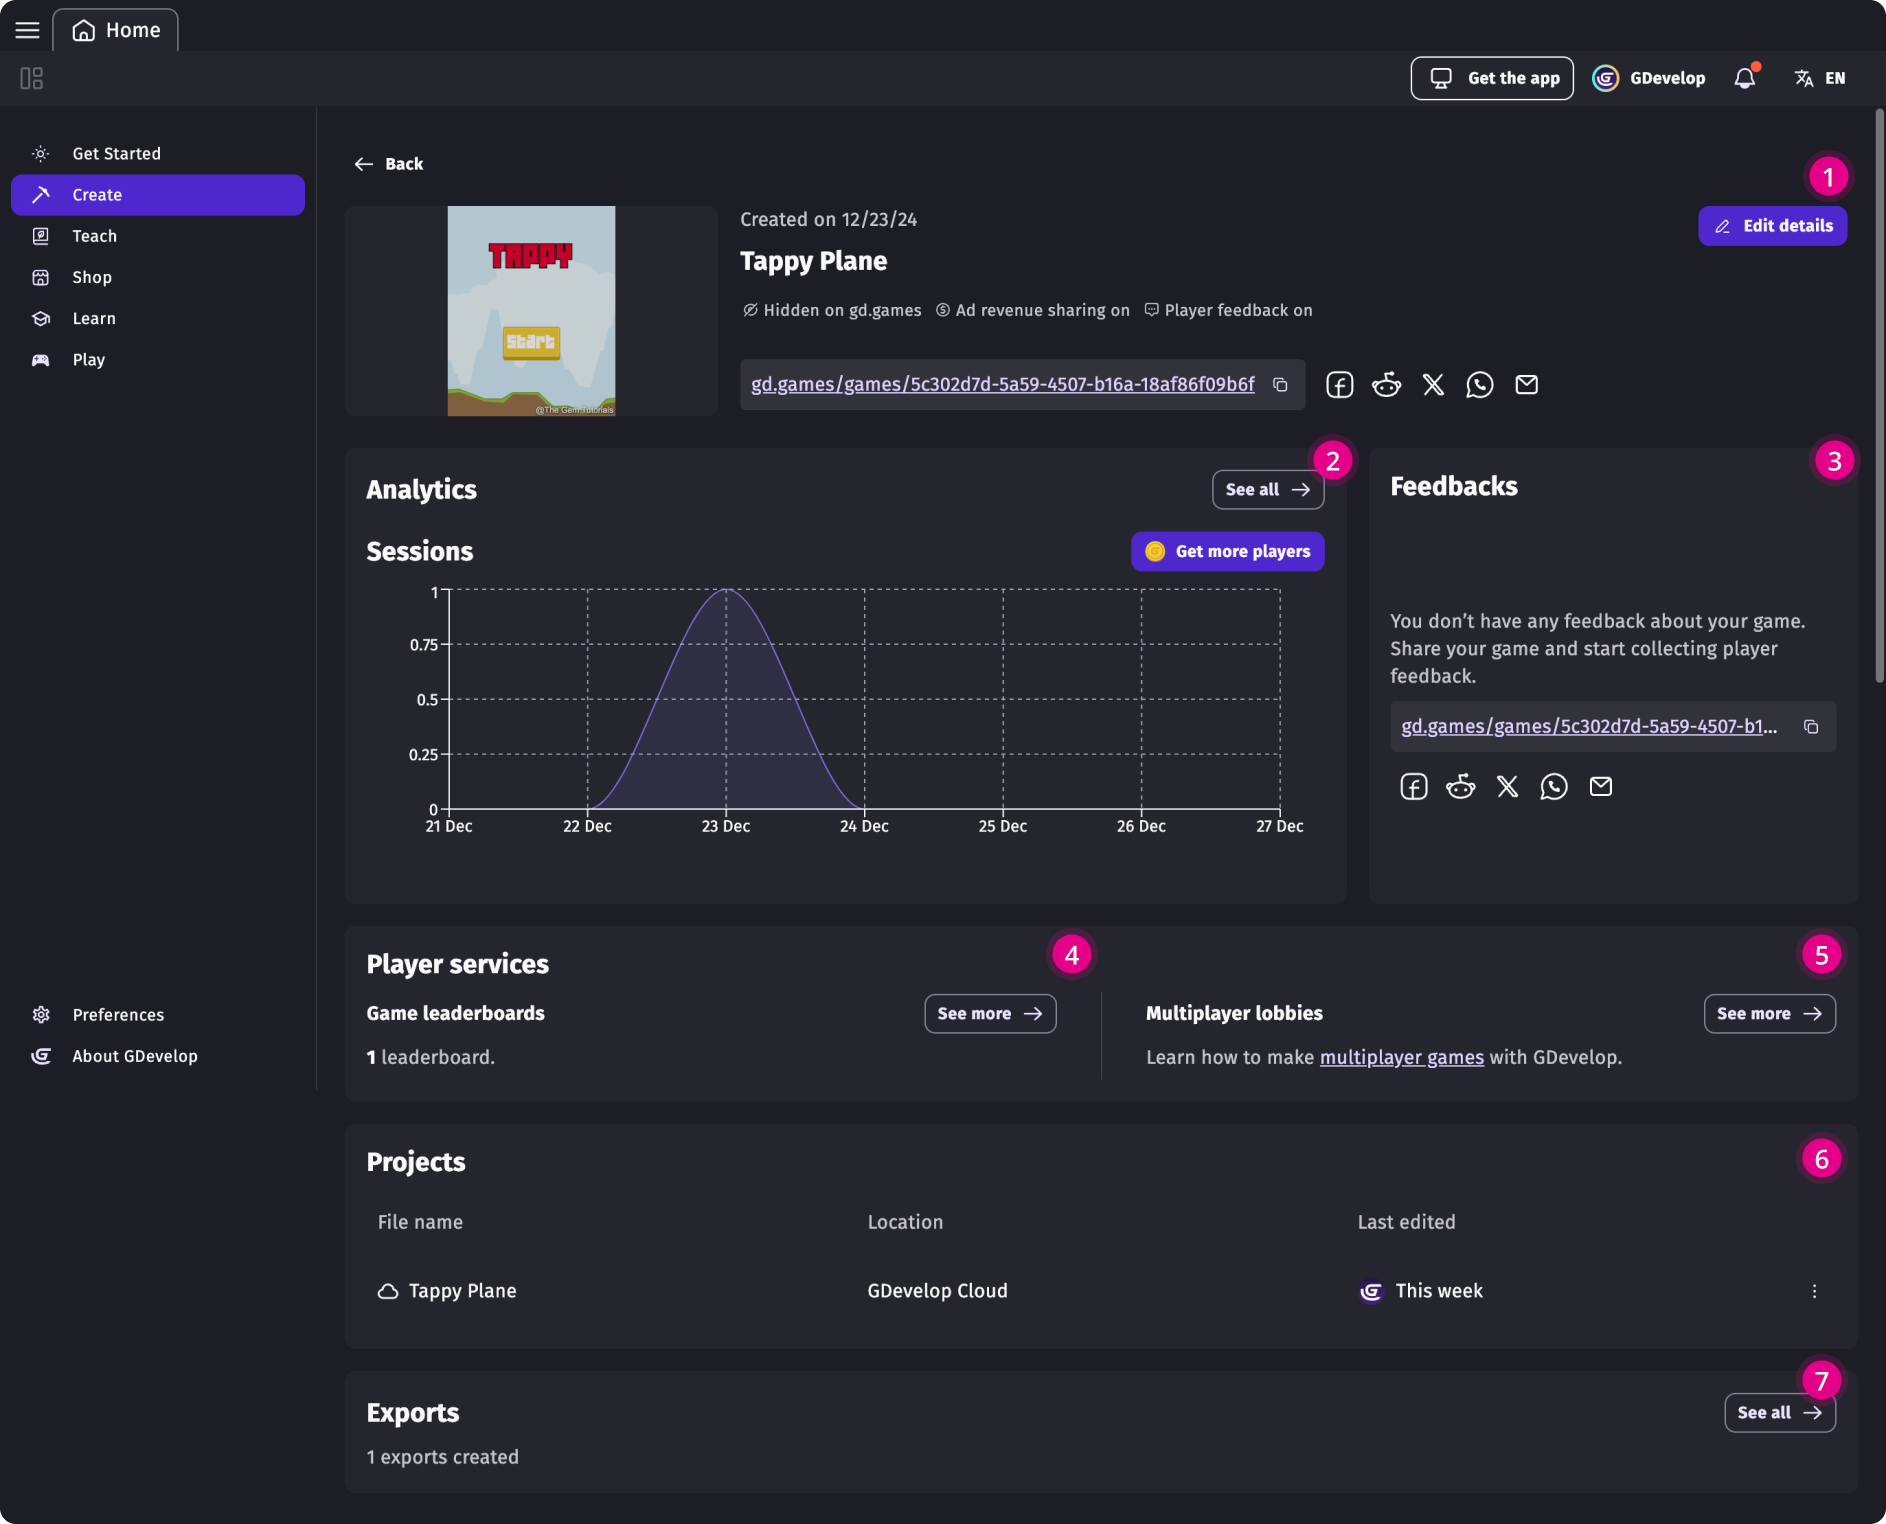 Home
Get the app
GDevelop
EN
Get Started
Create
Teach
Shop
Learn
Play
Preferences
About GDevelop
Back
1
TAPPY
Start
@The Gem Tutorials
Created on 12/23/24
Edit details
Tappy Plane
Hidden on gd.games Ad revenue sharing on Player feedback on
gd.games/games/5c302d7d-5a59-4507-b16a-18af86f09b6f
Analytics
See all
2
Sessions
Get more players
1
0.75
0.5
0.25
0
21 Dec 22 Dec 23 Dec 24 Dec 25 Dec 26 Dec 27 Dec
3
Feedbacks
You don’t have any feedback about your game.
Share your game and start collecting player
feedback.
gd.games/games/5c302d7d-5a59-4507-b1...
Player services
4
Game leaderboards
See more
1 leaderboard.
5
Multiplayer lobbies
See more
Learn how to make multiplayer games with GDevelop.
Projects
6
File name Location Last edited
Tappy Plane GDevelop Cloud This week
7
Exports
See all
1 exports created